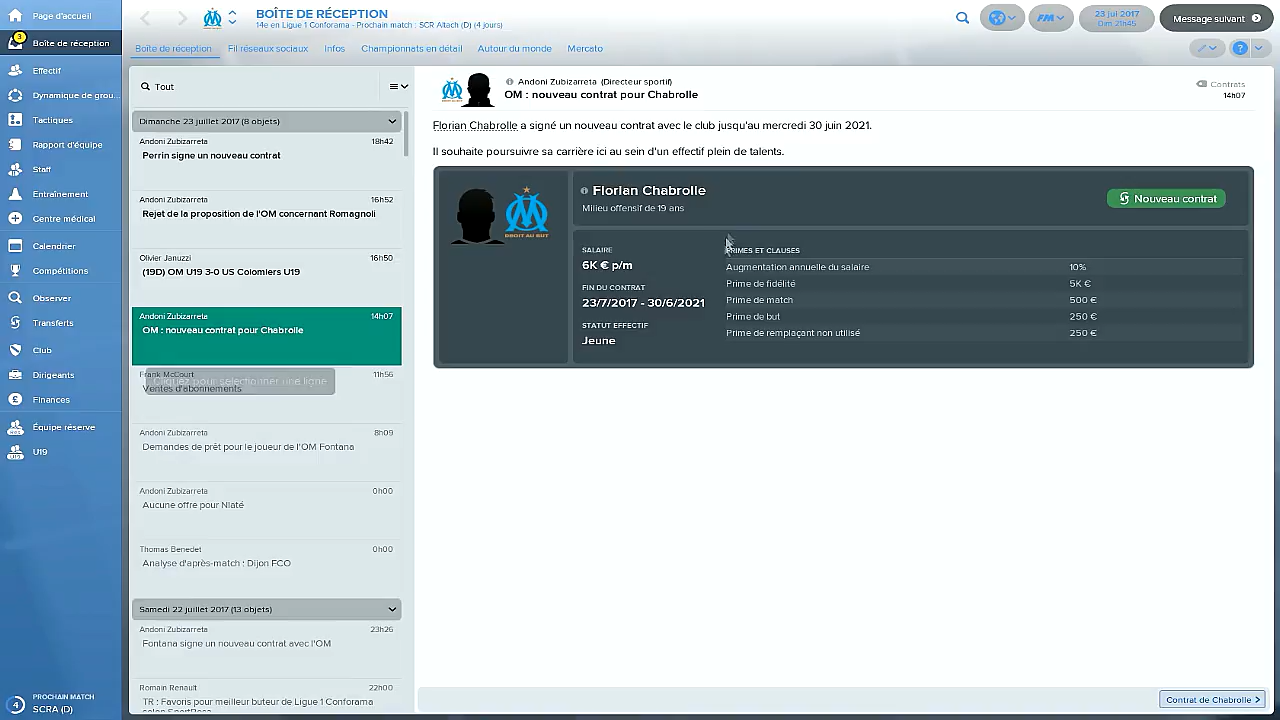 Page d'accueil
3
Boîte de réception
Effectif
Dynamique de grou...
Tactiques
Rapport d'équipe
Staff
Entraînement
Centre médical
Calendrier
Compétitions
Observer
Transferts
Club
Dirigeants
Finances
Équipe réserve
U19
4
PROCHAIN MATCH
SCRA (D)
BOÎTE DE RÉCEPTION
14e en Ligue 1 Conforama - Prochain match : SCR Altach (D) (4 jours)
FM
23 jul 2017
Dim 21h45
Message suivant
Boîte de réception Fil réseaux sociaux Infos Championnats en détail Autour du monde Mercato
?
Tout
Dimanche 23 juillet 2017 (8 objets)
Andoni Zubizarreta 18h42
Perrin signe un nouveau contrat
Andoni Zubizarreta 16h52
Rejet de la proposition de l'OM concernant Romagnoli
Olivier Januzzi 16h50
(19D) OM U19 3-0 US Colomiers U19
Andoni Zubizarreta 14h07
OM : nouveau contrat pour Chabrolle
Frank McCourt 11h56
Cliquez pour sélectionner une ligne
Ventes d'abonnements
Andoni Zubizarreta 8h09
Demandes de prêt pour le joueur de l'OM Fontana
Andoni Zubizarreta 0h00
Aucune offre pour Niaté
Thomas Benedet 0h00
Analyse d'après-match : Dijon FCO
Samedi 22 juillet 2017 (13 objets)
Andoni Zubizarreta 23h26
Fontana signe un nouveau contrat avec l'OM
Romain Renault 22h00
TR : Favoris pour meilleur buteur de Ligue 1 Conforama
selon SportBose
Andoni Zubizarreta (Directeur sportif)
OM : nouveau contrat pour Chabrolle
Contrats
14h07
Florian Chabrolle a signé un nouveau contrat avec le club jusqu'au mercredi 30 juin 2021.
Il souhaite poursuivre sa carrière ici au sein d'un effectif plein de talents.
DROIT AU BUT
Florian Chabrolle
Milieu offensif de 19 ans
Nouveau contrat
SALAIRE
6K € p/m
FIN DU CONTRAT
23/7/2017 - 30/6/2021
STATUT EFFECTIF
Jeune
PRIMES ET CLAUSES
Augmentation annuelle du salaire 10%
Prime de fidélité 5K €
Prime de match 500 €
Prime de but 250 €
Prime de remplaçant non utilisé 250 €
Contrat de Chabrolle